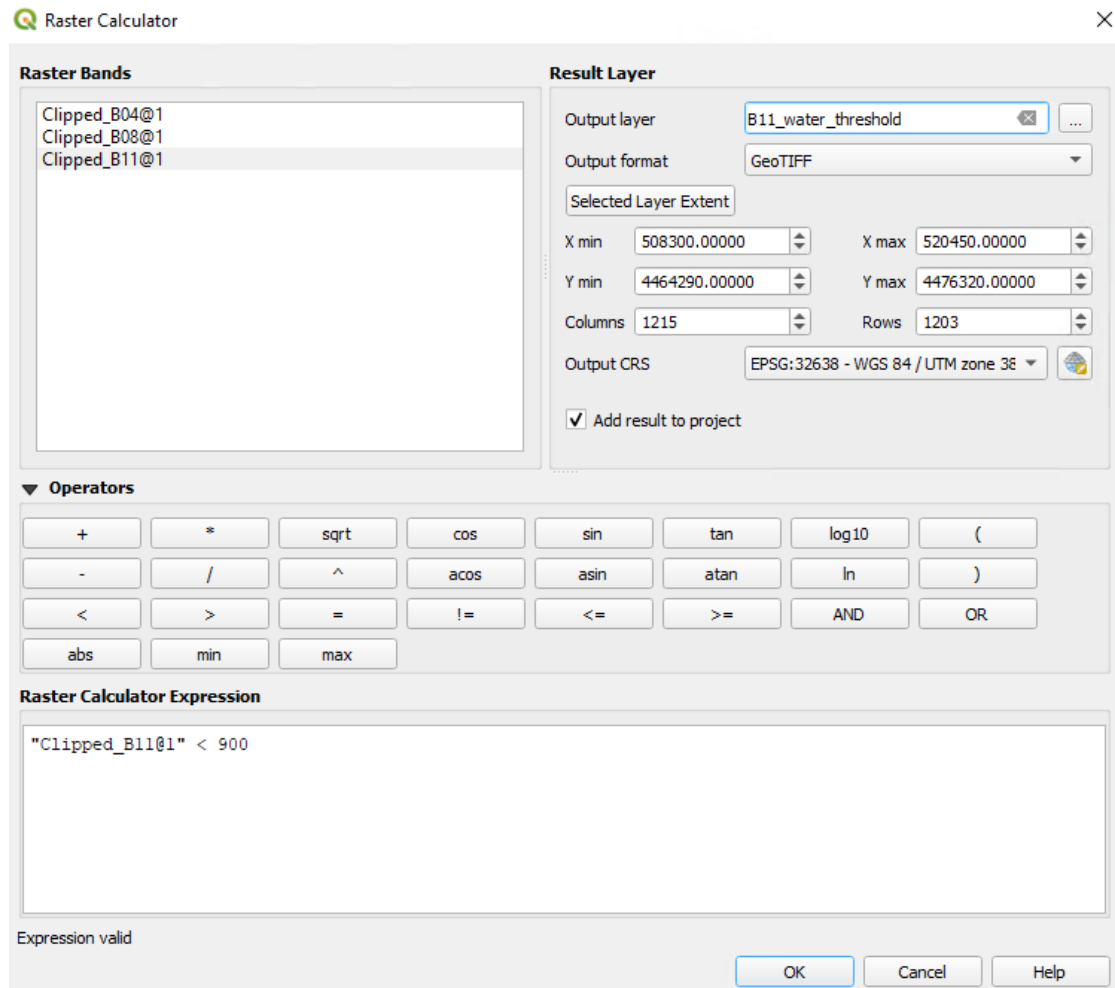 Raster Calculator
Raster Bands
Clipped_B04@1
Clipped_B08@1
Clipped_B11@1
Result Layer
Output layer B11_water_threshold ...
Output format GeoTIFF
Selected Layer Extent
X min 508300.00000 X max 520450.00000
Y min 4464290.00000 Y max 4476320.00000
Columns 1215 Rows 1203
Output CRS EPSG:32638 - WGS 84 / UTM zone 38
Add result to project
Operators
+ * sqrt cos sin tan log10 (
- / ^ acos asin atan ln )
< > = != <= >= AND OR
abs min max
Raster Calculator Expression
"Clipped_B11@1" < 900
Expression valid
OK Cancel Help